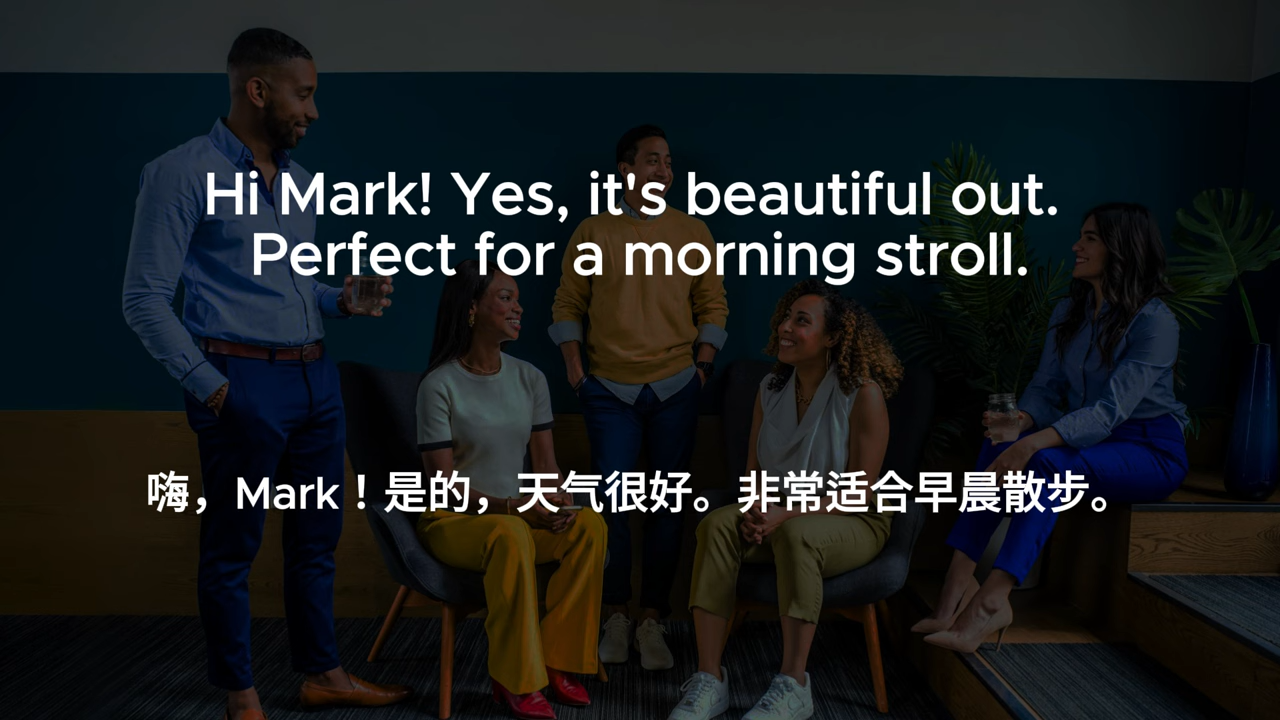 Hi Mark! Yes, it's beautiful out.
Perfect for a morning stroll.
嗨，Mark！是的，天气很好。非常适合早晨散步。